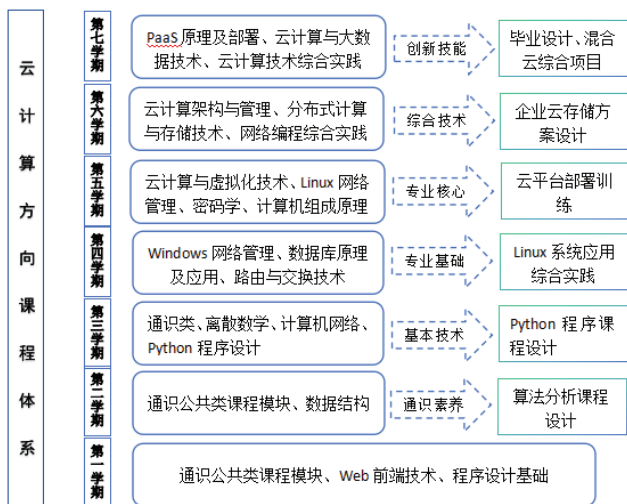 云计算方向课程体系
第七学期
PaaS 原理及部署、云计算与大数
据技术、云计算技术综合实践
创新技能
毕业设计、混合
云综合项目
第六学期
云计算架构与管理、分布式计算
与存储技术、网络编程综合实践
综合技术
企业云存储方
案设计
第五学期
云计算与虚拟化技术、Linux 网络
管理、密码学、计算机组成原理
专业核心
云平台部署训
练
第四学期
Windows 网络管理、数据库原理
及应用、路由与交换技术
专业基础
Linux 系统应用
综合实践
第三学期
通识类、离散数学、计算机网络、
Python 程序设计
基本技术
Python 程序课
程设计
第二学期
通识公共类课程模块、数据结构
通识素养
算法分析课程
设计
第一学期
通识公共类课程模块、Web 前端技术、程序设计基础